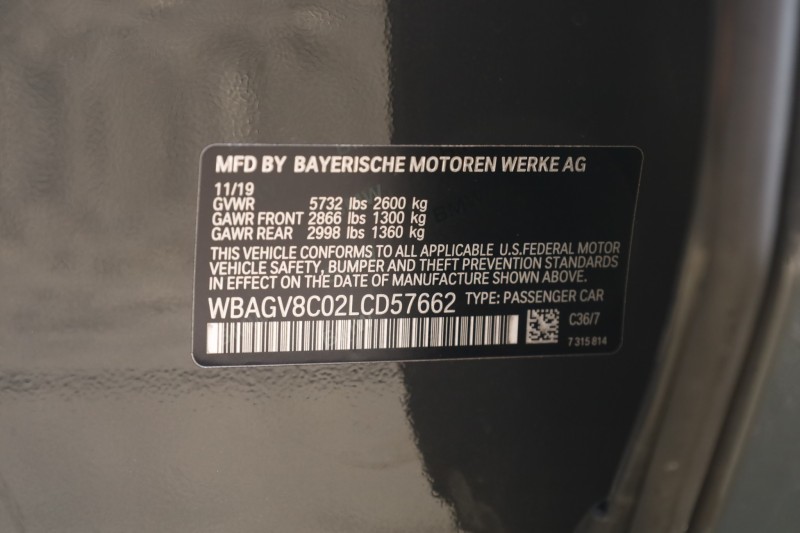 MFD BY BAYERISCHE MOTOREN WERKE AG
11/19
GVWR 5732 lbs 2600 kg
GAWR FRONT 2866 lbs 1300 kg
GAWR REAR 2998 lbs 1360 kg
THIS VEHICLE CONFORMS TO ALL APPLICABLE U.S.FEDERAL MOTOR
VEHICLE SAFETY, BUMPER AND THEFT PREVENTION STANDARDS
IN EFFECT ON THE DATE OF MANUFACTURE SHOWN ABOVE.
WBAGV8C02LCD57662 TYPE: PASSENGER CAR
C36/7
7 315 814